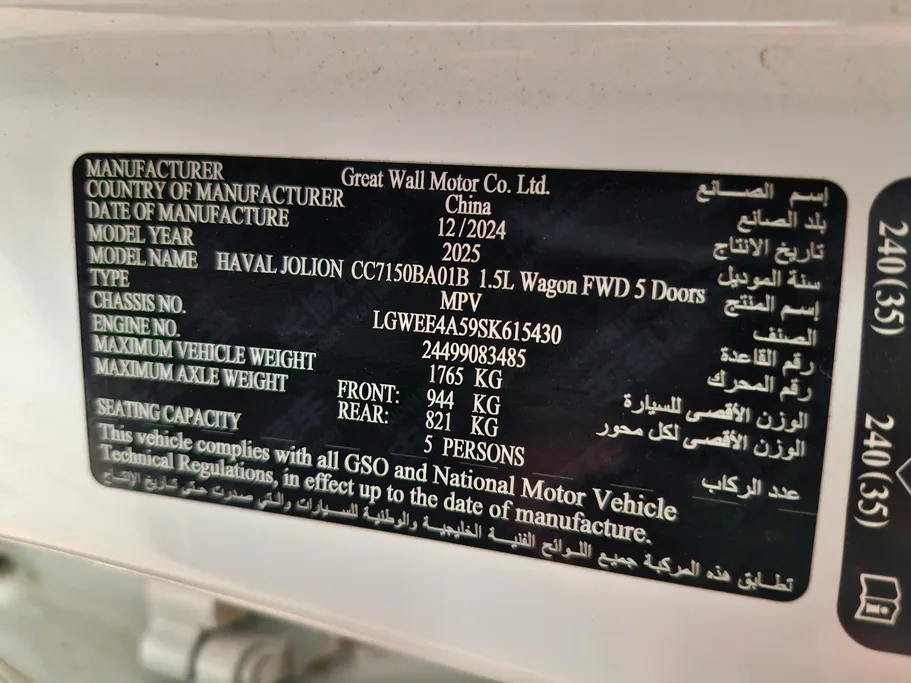 MANUFACTURER Great Wall Motor Co. Ltd. إسم الصانع
COUNTRY OF MANUFACTURER China بلد الصانع
DATE OF MANUFACTURE 12/2024 تاريخ الانتاج
MODEL YEAR 2025 سنة الموديل
MODEL NAME HAVAL JOLION CC7150BA01B 1.5L Wagon FWD 5 Doors إسم المنتج
TYPE MPV الصنف
CHASSIS NO. LGWEE4A59SK615430 رقم القاعدة
ENGINE NO. 24499083485 رقم المحرك
MAXIMUM VEHICLE WEIGHT 1765 KG الوزن الأقصى للسيارة
MAXIMUM AXLE WEIGHT FRONT: 944 KG الوزن الأقصى لكل محور
REAR: 821 KG
SEATING CAPACITY 5 PERSONS عدد الركاب
This vehicle complies with all GSO and National Motor Vehicle
Technical Regulations, in effect up to the date of manufacture.
تطابق هذه المركبة جميع اللوائح الفنية الخليجية والوطنية للسيارات والتي صدرت حتى تاريخ الإنتاج
240(35)
240(35)